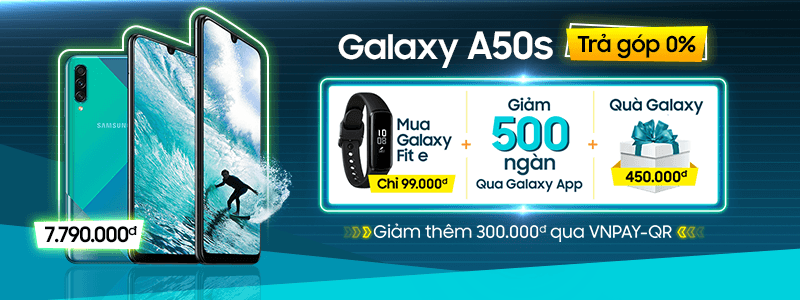 Galaxy A50s
Trả góp 0%
SAMSUNG
7.790.000đ
Mua
Galaxy
Fit e
Chỉ 99.000đ
+
Giảm
500
ngàn
Qua Galaxy App
+
Quà Galaxy
450.000đ
Giảm thêm 300.000đ qua VNPAY-QR